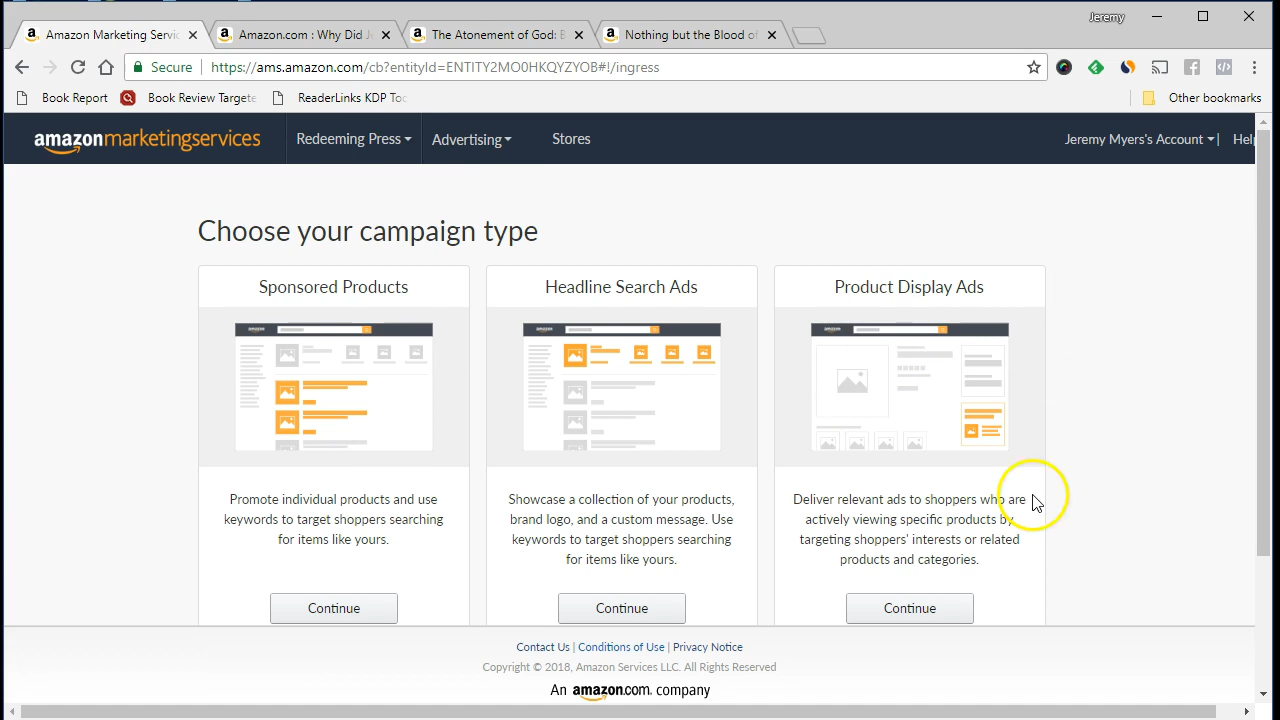 Jeremy
Amazon Marketing Servic
Amazon.com : Why Did J
The Atonement of God: B
Nothing but the Blood of
Secure
https://ams.amazon.com/cb?entityId=ENTITY2MO0HKQYZYOB#!/ingress
Book Report
Book Review Targete
ReaderLinks KDP Too
Other bookmarks
amazonmarketingservices
Redeeming Press
Advertising
Stores
Jeremy Myers's Account
Help
Choose your campaign type
Sponsored Products
Promote individual products and use
keywords to target shoppers searching
for items like yours.
Continue
Headline Search Ads
Showcase a collection of your products,
brand logo, and a custom message. Use
keywords to target shoppers searching
for items like yours.
Continue
Product Display Ads
Deliver relevant ads to shoppers who are
actively viewing specific products by
targeting shoppers' interests or related
products and categories.
Continue
Contact Us | Conditions of Use | Privacy Notice
Copyright © 2018, Amazon Services LLC. All Rights Reserved
An amazon.com company